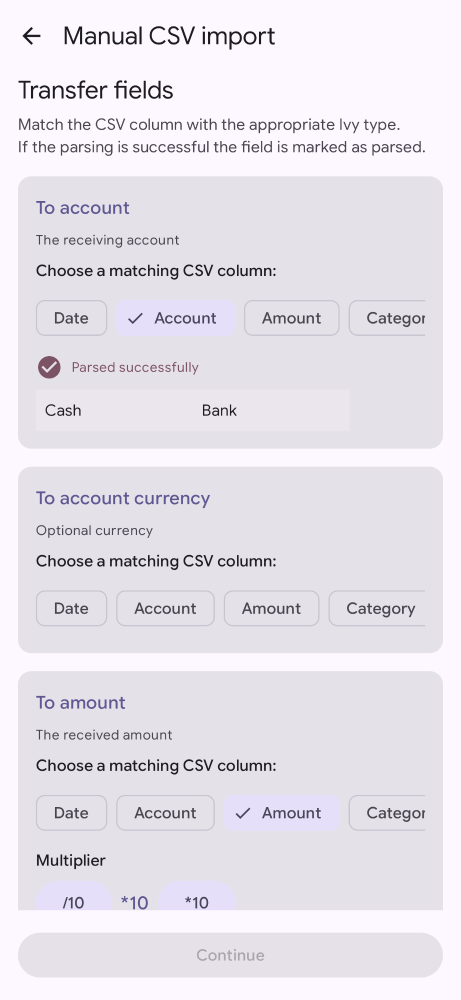 Manual CSV import
Transfer fields
Match the CSV column with the appropriate Ivy type.
If the parsing is successful the field is marked as parsed.
To account
The receiving account
Choose a matching CSV column:
Date Account Amount Categor
Parsed successfully
Cash Bank
To account currency
Optional currency
Choose a matching CSV column:
Date Account Amount Category
To amount
The received amount
Choose a matching CSV column:
Date Account Amount Categor
Multiplier
/10 *10 *10
Continue